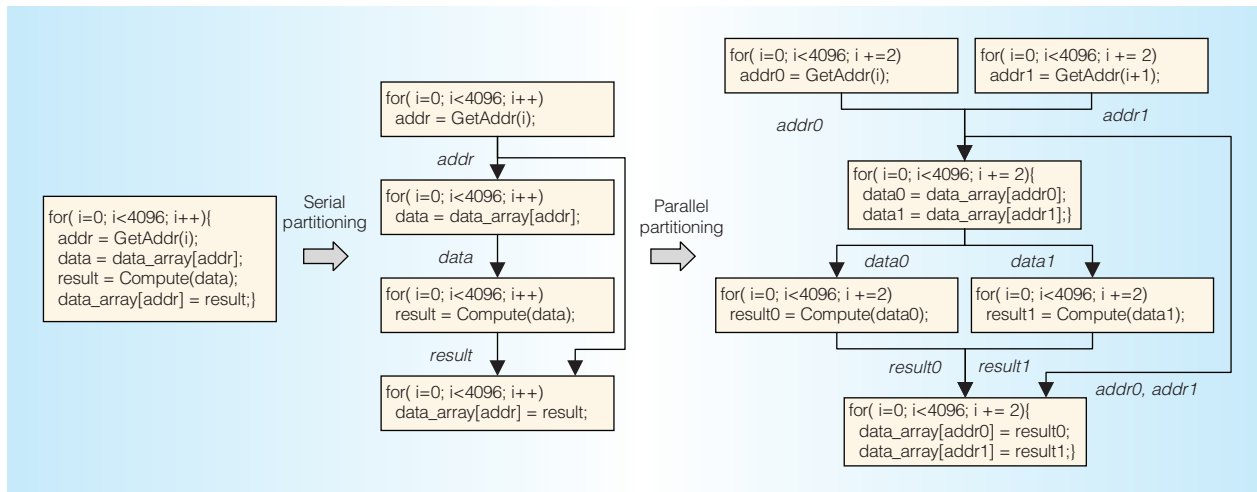 for( i=0; i<4096; i++){
addr = GetAddr(i);
data = data_array[addr];
result = Compute(data);
data_array[addr] = result;}
Serial
partitioning
for( i=0; i<4096; i++)
addr = GetAddr(i);
addr
for( i=0; i<4096; i++)
data = data_array[addr];
data
for( i=0; i<4096; i++)
result = Compute(data);
result
for( i=0; i<4096; i++)
data_array[addr] = result;
Parallel
partitioning
for( i=0; i<4096; i +=2)
addr0 = GetAddr(i);
for( i=0; i<4096; i += 2)
addr1 = GetAddr(i+1);
addr0
addr1
for( i=0; i<4096; i += 2){
data0 = data_array[addr0];
data1 = data_array[addr1];}
data0
data1
for( i=0; i<4096; i +=2)
result0 = Compute(data0);
for( i=0; i<4096; i +=2)
result1 = Compute(data1);
result0
result1
addr0, addr1
for( i=0; i<4096; i += 2){
data_array[addr0] = result0;
data_array[addr1] = result1;}